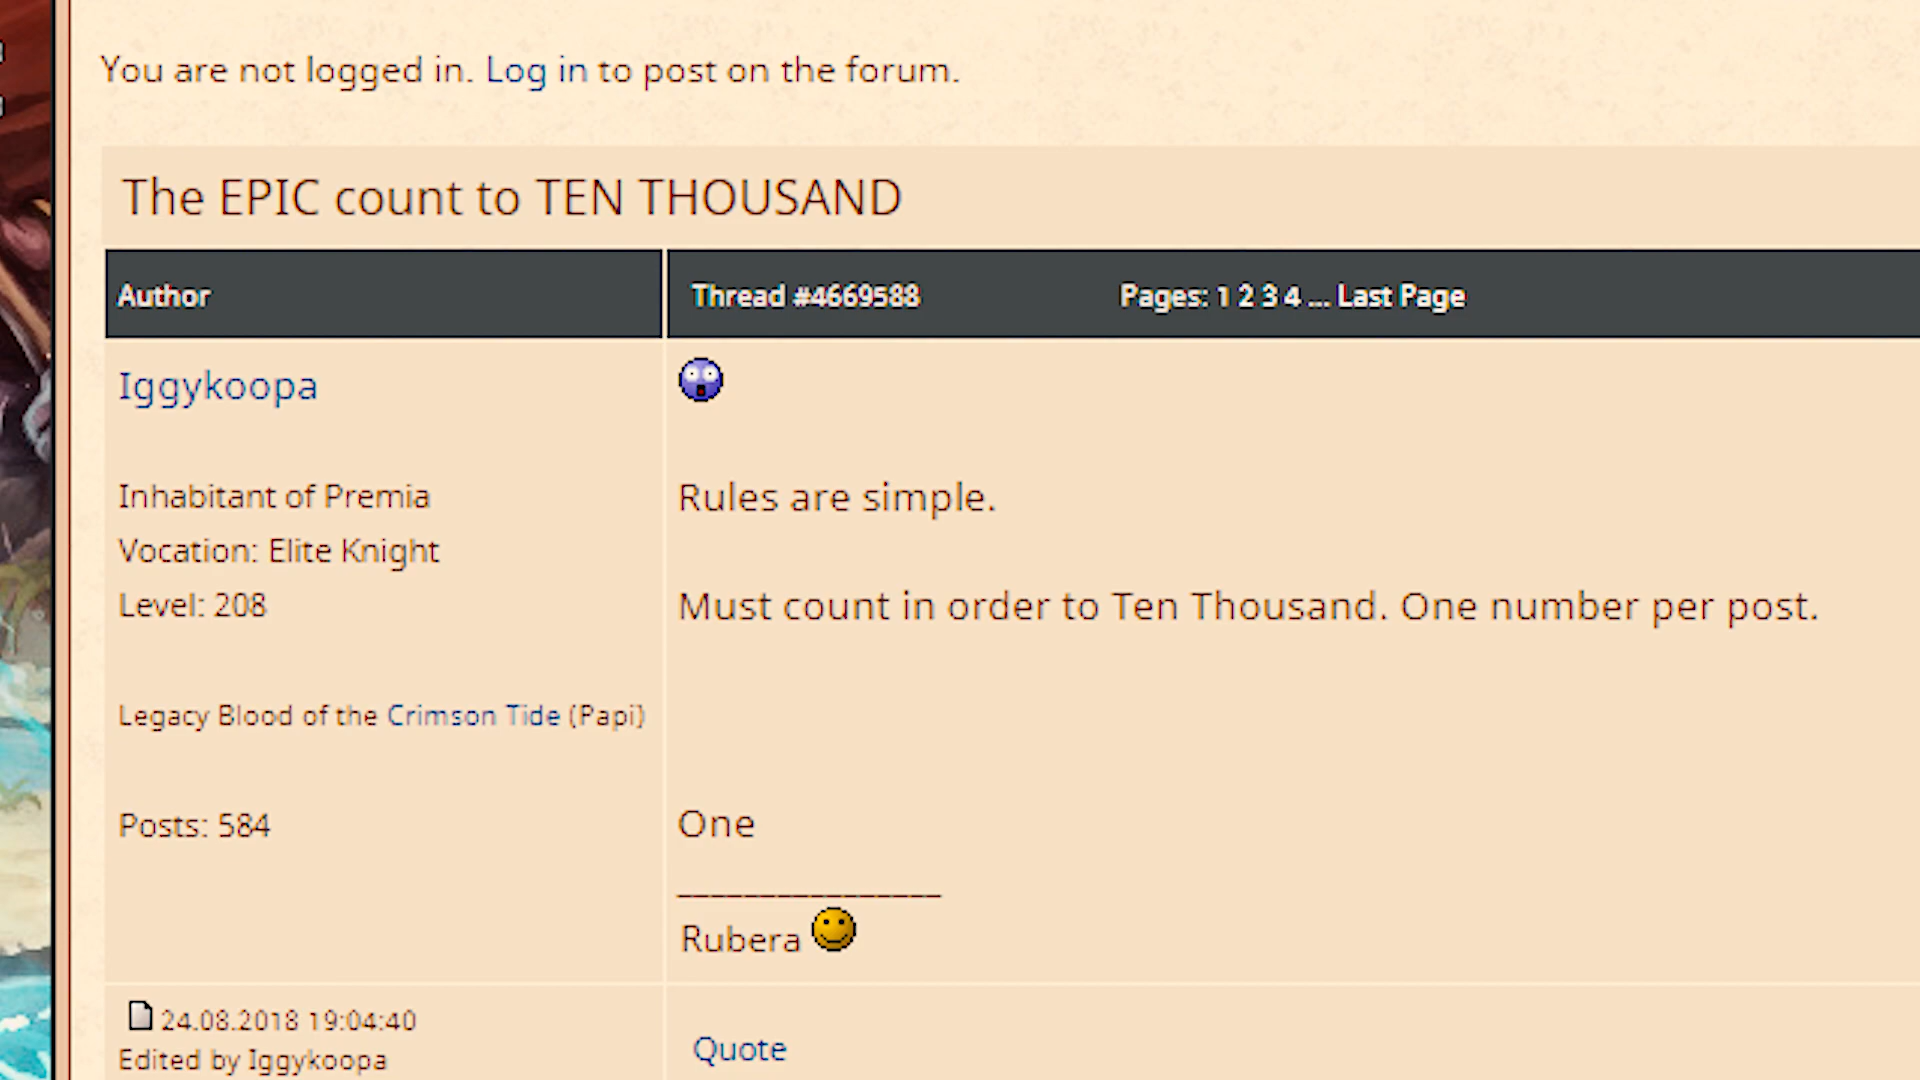 You are not logged in. Log in to post on the forum.
The EPIC count to TEN THOUSAND
Author
Thread #4669588
Pages: 1 2 3 4 ... Last Page
Iggykoopa
Inhabitant of Premia
Vocation: Elite Knight
Level: 208
Legacy Blood of the Crimson Tide (Papi)
Posts: 584
Rules are simple.
Must count in order to Ten Thousand. One number per post.
One
________________
Rubera
24.08.2018 19:04:40
Edited by Iggykoopa
Quote